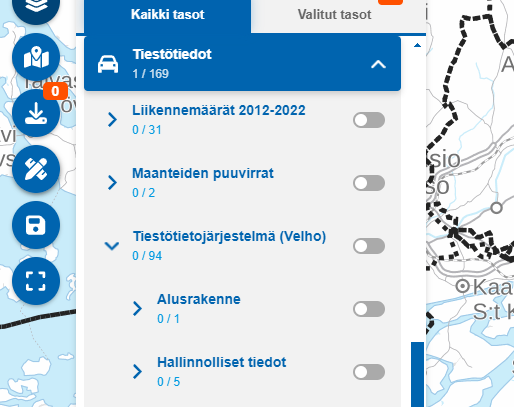 Kaikki tasot
Valitut tasot
Tiestötiedot
1 / 169
Liikennemäärät 2012-2022
0 / 31
0
Maanteiden puuvirrat
0 / 2
Tiestötietojärjestelmä (Velho)
0 / 94
Alusrakenne
0 / 1
Hallinnolliset tiedot
0 / 5
S:t